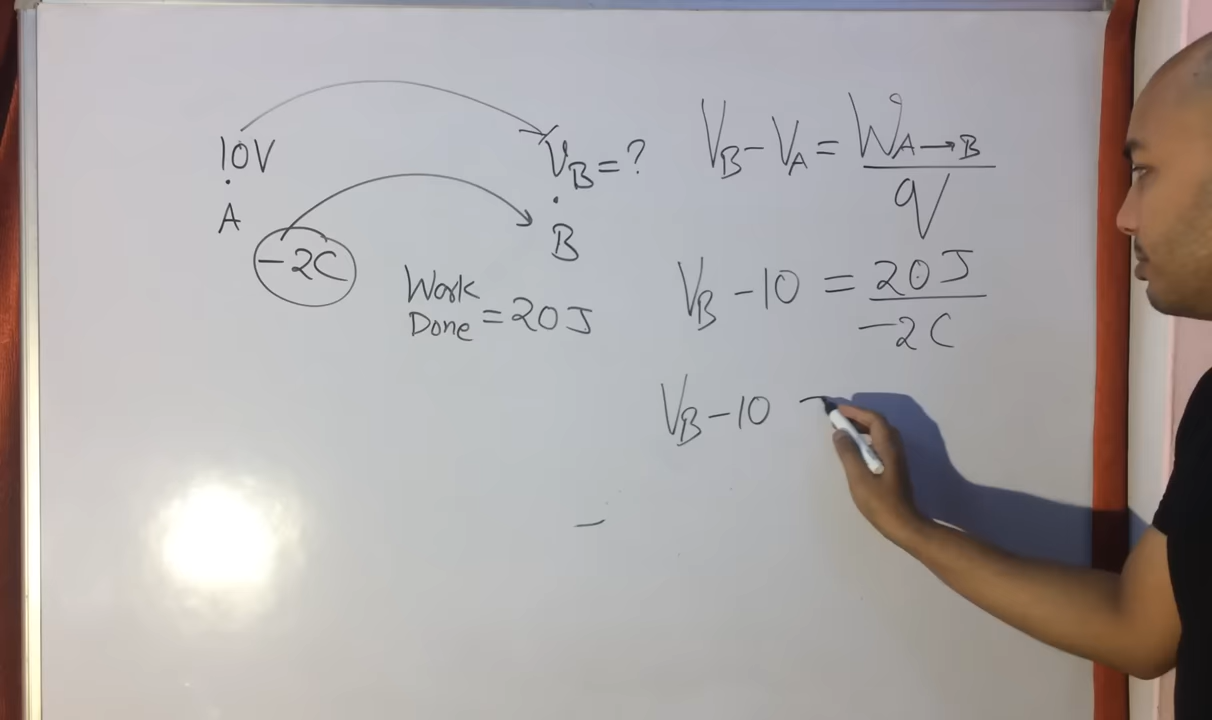 10V
A
V_B = ?
B
-2C
Work
Done = 20J
V_B - V_A = W_A→B / q
V_B - 10 = 20J / -2C
V_B - 10